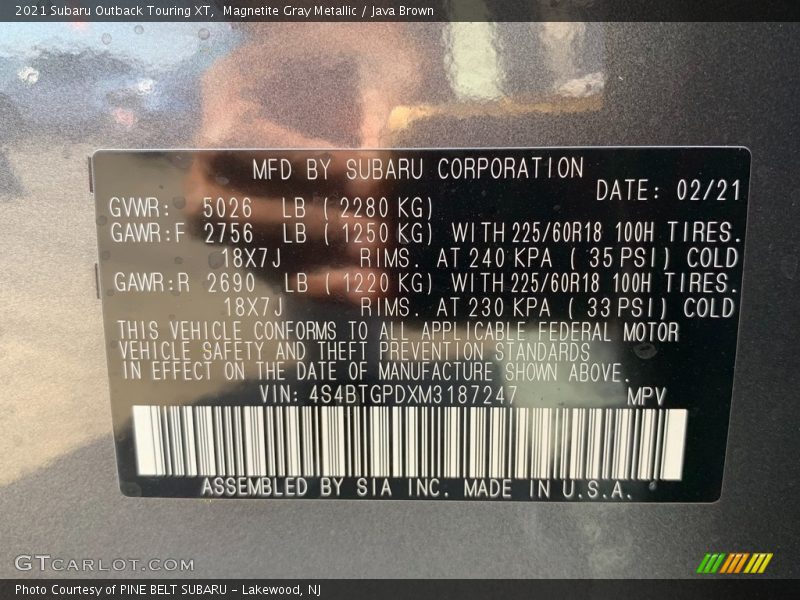 2021 Subaru Outback Touring XT, Magnetite Gray Metallic / Java Brown
MFD BY SUBARU CORPORATION
DATE: 02/21
GVWR: 5026 LB ( 2280 KG)
GAWR:F 2756 LB ( 1250 KG) WITH 225/60R18 100H TIRES.
18X7J RIMS. AT 240 KPA ( 35 PSI) COLD
GAWR:R 2690 LB ( 1220 KG) WITH 225/60R18 100H TIRES.
18X7J RIMS. AT 230 KPA ( 33 PSI) COLD
THIS VEHICLE CONFORMS TO ALL APPLICABLE FEDERAL MOTOR
VEHICLE SAFETY AND THEFT PREVENTION STANDARDS
IN EFFECT ON THE DATE OF MANUFACTURE SHOWN ABOVE.
VIN: 4S4BTGPDXM3187247 MPV
ASSEMBLED BY SIA INC. MADE IN U.S.A.
GTCARLOT.COM
Photo Courtesy of PINE BELT SUBARU - Lakewood, NJ